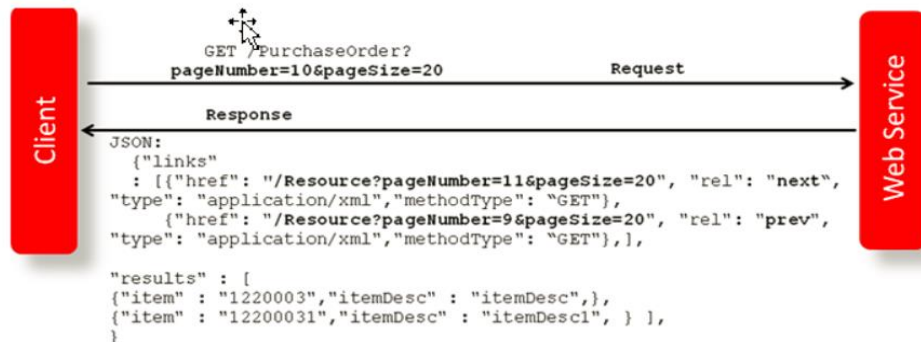 GET /PurchaseOrder?
pageNumber=10&pageSize=20
Request
Response
Client
Web Service
JSON:
{"links"
: [{"href": "/Resource?pageNumber=11&pageSize=20", "rel": "next“,
"type": "application/xml","methodType": “GET"},
{"href": "/Resource?pageNumber=9&pageSize=20", "rel": "prev",
"type": "application/xml","methodType": “GET"},],
"results" : [
{"item" : "1220003","itemDesc" : "itemDesc",},
{"item" : "12200031","itemDesc" : "itemDesc1", } ],
}